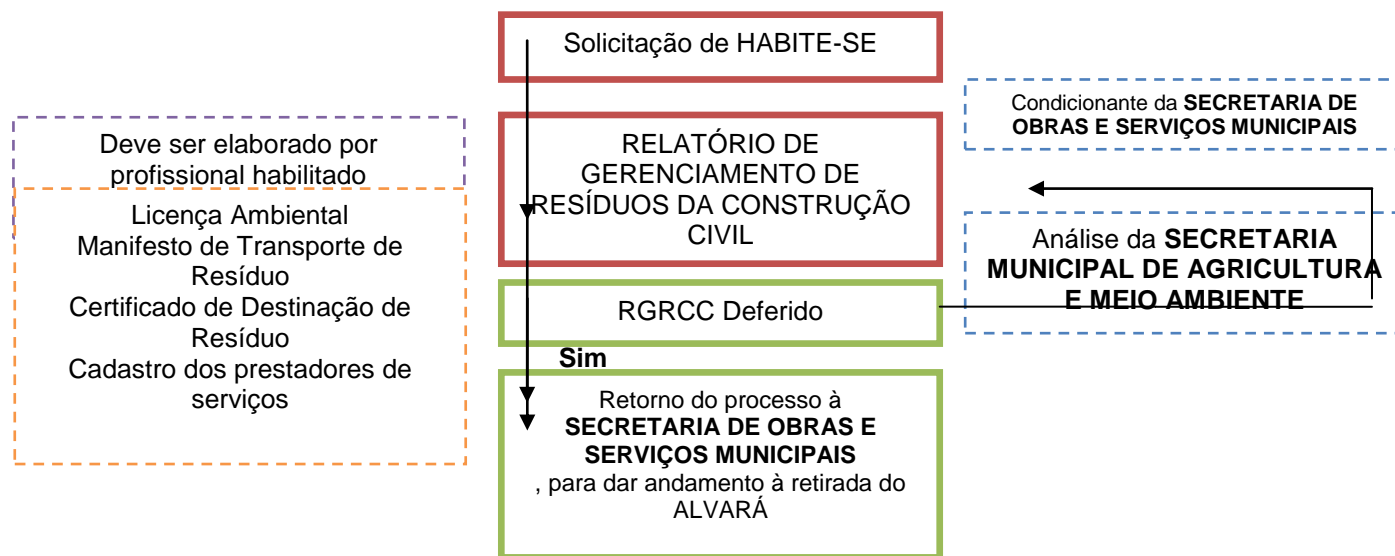 Solicitação de HABITE-SE
Condicionante da SECRETARIA DE
OBRAS E SERVIÇOS MUNICIPAIS
Deve ser elaborado por
profissional habilitado
RELATÓRIO DE
GERENCIAMENTO DE
RESÍDUOS DA CONSTRUÇÃO
CIVIL
Licença Ambiental
Manifesto de Transporte de
Resíduo
Certificado de Destinação de
Resíduo
Cadastro dos prestadores de
serviços
Análise da SECRETARIA
MUNICIPAL DE AGRICULTURA
E MEIO AMBIENTE
RGRCC Deferido
Sim
Retorno do processo à
SECRETARIA DE OBRAS E
SERVIÇOS MUNICIPAIS
, para dar andamento à retirada do
ALVARÁ